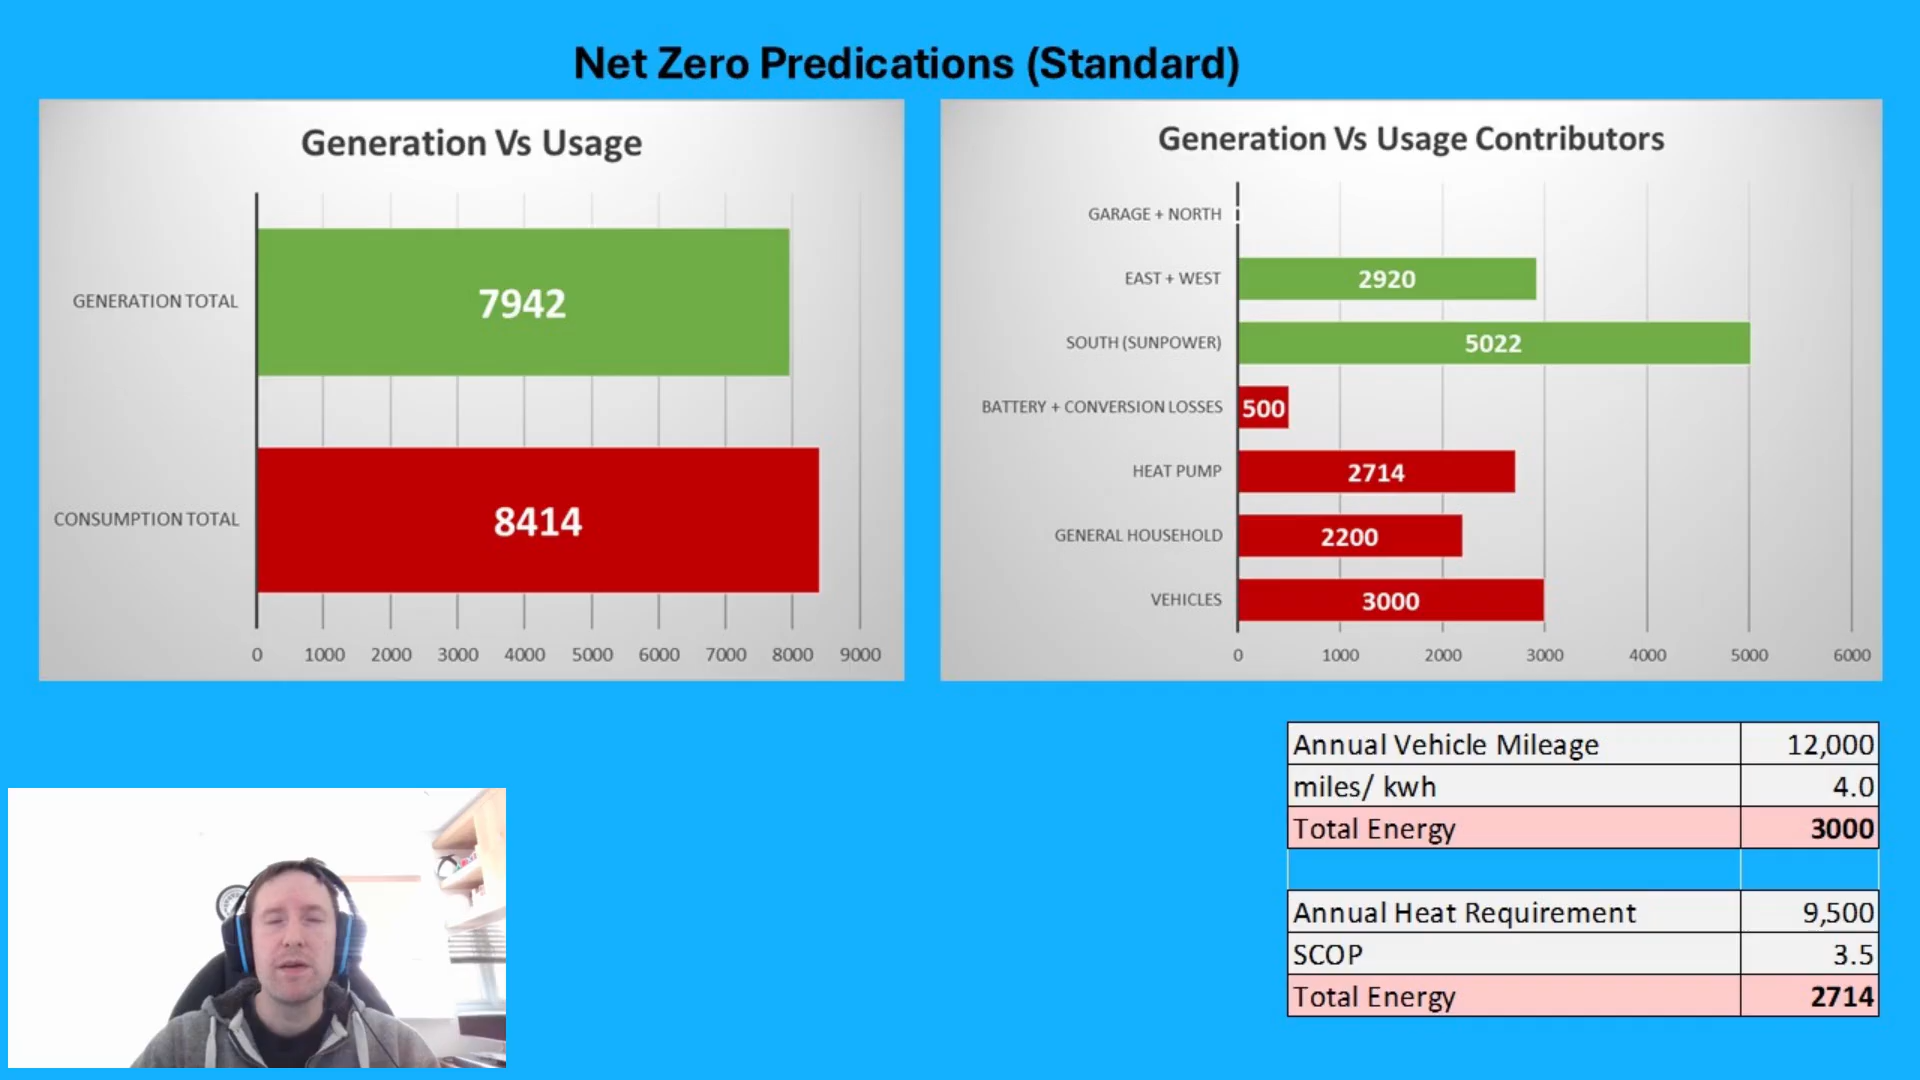 Net Zero Predications (Standard)
Generation Vs Usage
GENERATION TOTAL
7942
CONSUMPTION TOTAL
8414
0 1000 2000 3000 4000 5000 6000 7000 8000 9000
Generation Vs Usage Contributors
GARAGE + NORTH
EAST + WEST
2920
SOUTH (SUNPOWER)
5022
BATTERY + CONVERSION LOSSES
500
HEAT PUMP
2714
GENERAL HOUSEHOLD
2200
VEHICLES
3000
0 1000 2000 3000 4000 5000 6000
Annual Vehicle Mileage 12,000
miles/ kwh 4.0
Total Energy 3000
Annual Heat Requirement 9,500
SCOP 3.5
Total Energy 2714